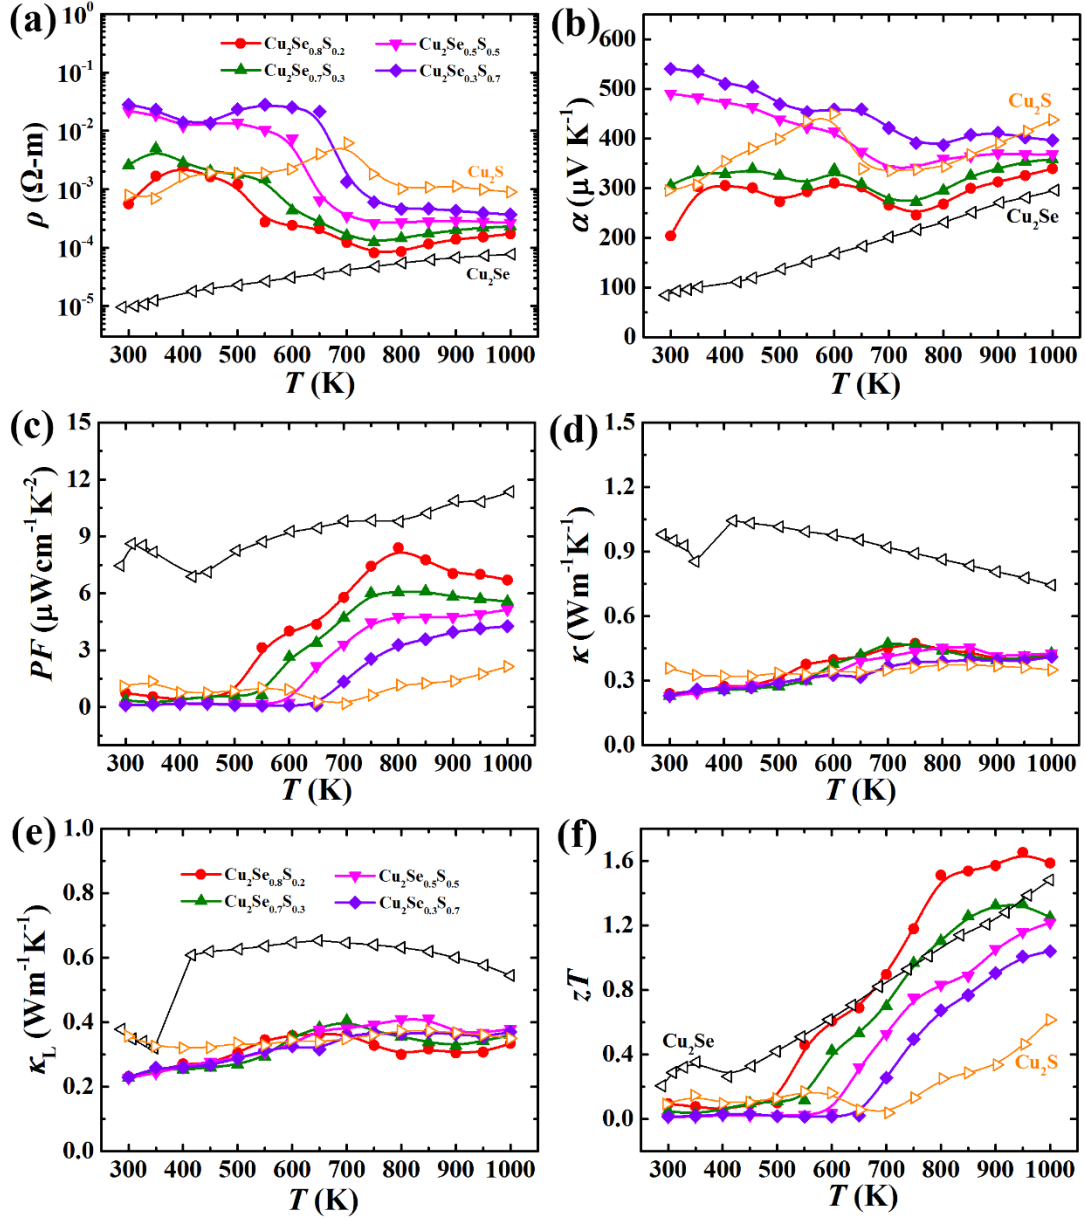 (a)
10⁰
10⁻¹
10⁻²
10⁻³
10⁻⁴
10⁻⁵
ρ (Ω-m)
Cu₂Se₀.₈S₀.₂
Cu₂Se₀.₅S₀.₅
Cu₂Se₀.₇S₀.₃
Cu₂Se₀.₃S₀.₇
Cu₂S
Cu₂Se
300 400 500 600 700 800 900 1000
T (K)
(b)
600
500
400
300
200
100
0
α (μV K⁻¹)
Cu₂S
Cu₂Se
300 400 500 600 700 800 900 1000
T (K)
(c)
15
12
9
6
3
0
PF (μWcm⁻¹K⁻²)
300 400 500 600 700 800 900 1000
T (K)
(d)
1.5
1.2
0.9
0.6
0.3
0.0
κ (Wm⁻¹K⁻¹)
300 400 500 600 700 800 900 1000
T (K)
(e)
1.0
0.8
0.6
0.4
0.2
0.0
κL (Wm⁻¹K⁻¹)
Cu₂Se₀.₈S₀.₂
Cu₂Se₀.₅S₀.₅
Cu₂Se₀.₇S₀.₃
Cu₂Se₀.₃S₀.₇
300 400 500 600 700 800 900 1000
T (K)
(f)
1.6
1.2
0.8
0.4
0.0
zT
Cu₂Se
Cu₂S
300 400 500 600 700 800 900 1000
T (K)